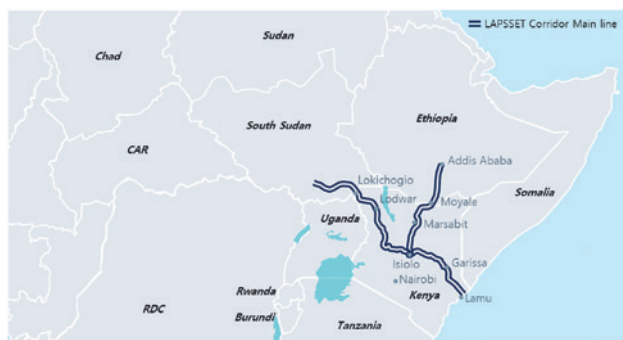 LAPSSET Corridor Main line
Sudan
Chad
South Sudan
Ethiopia
CAR
Addis Ababa
Lokichogio
Lodwar
Somalia
Moyale
Uganda
Marsabit
Isiolo
Garissa
Nairobi
Rwanda
Kenya
Lamu
RDC
Burundi
Tanzania